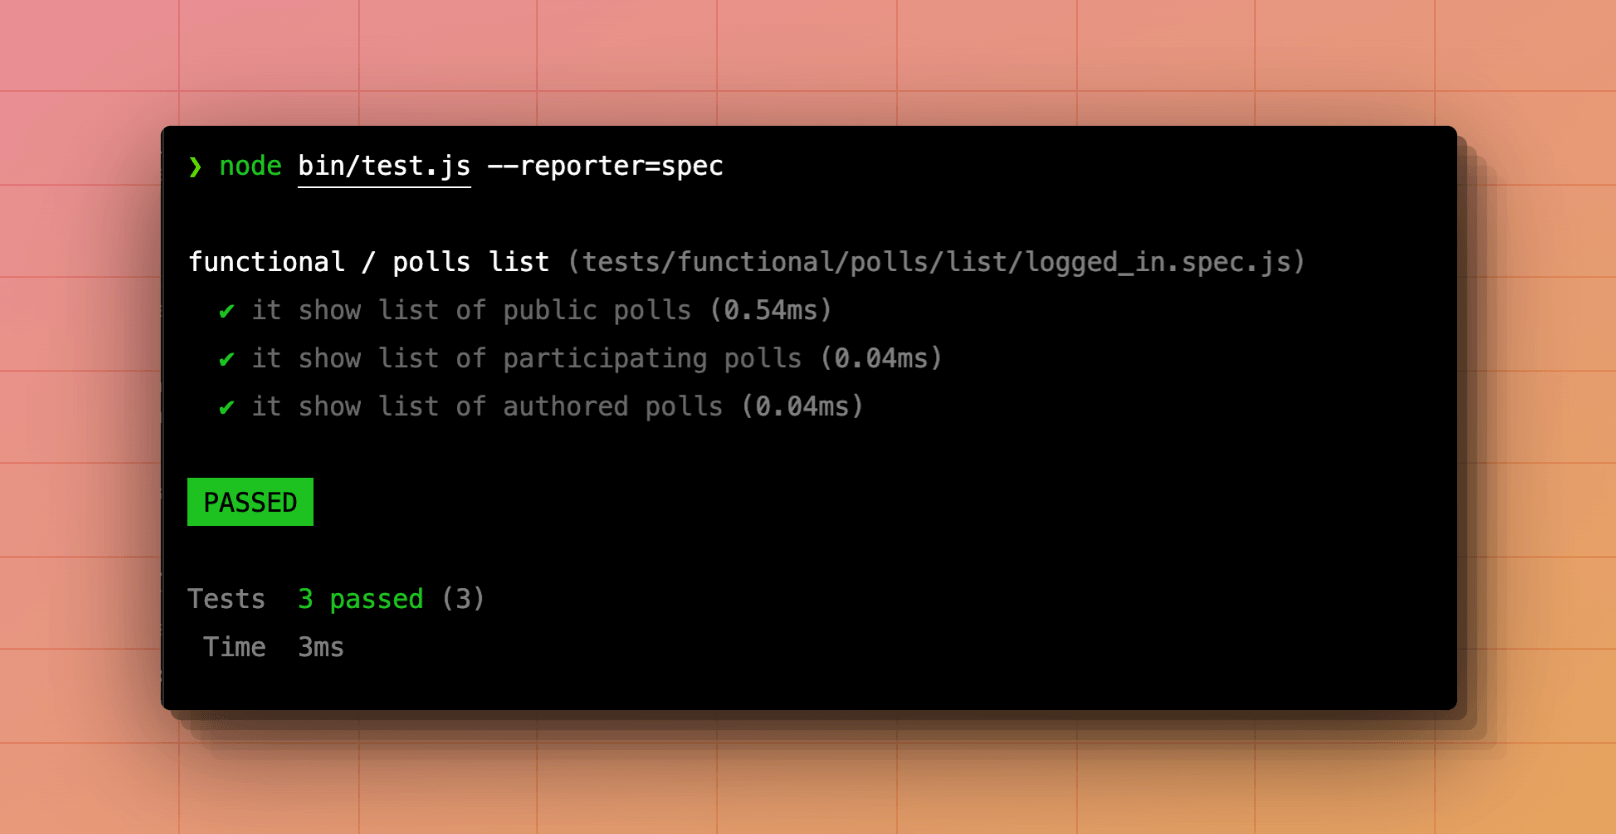 ❯ node bin/test.js --reporter=spec
functional / polls list (tests/functional/polls/list/logged_in.spec.js)
✔ it show list of public polls (0.54ms)
✔ it show list of participating polls (0.04ms)
✔ it show list of authored polls (0.04ms)
PASSED
Tests 3 passed (3)
Time 3ms